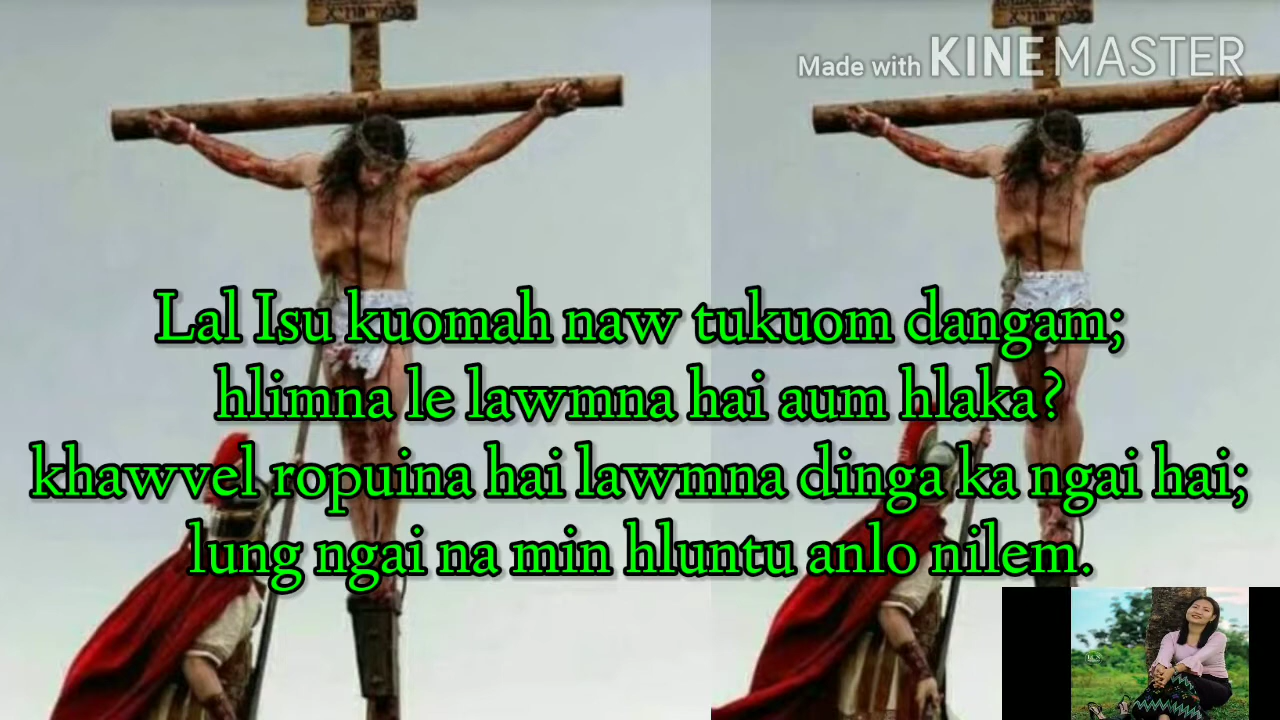 Made with KINEMASTER
Lal Isu kuomah naw tukuom dangam;
hlimna le lawmna hai aum hlaka?
khawvel ropuina hai lawmna dinga ka ngai hai;
lung ngai na min hluntu anlo nilem.